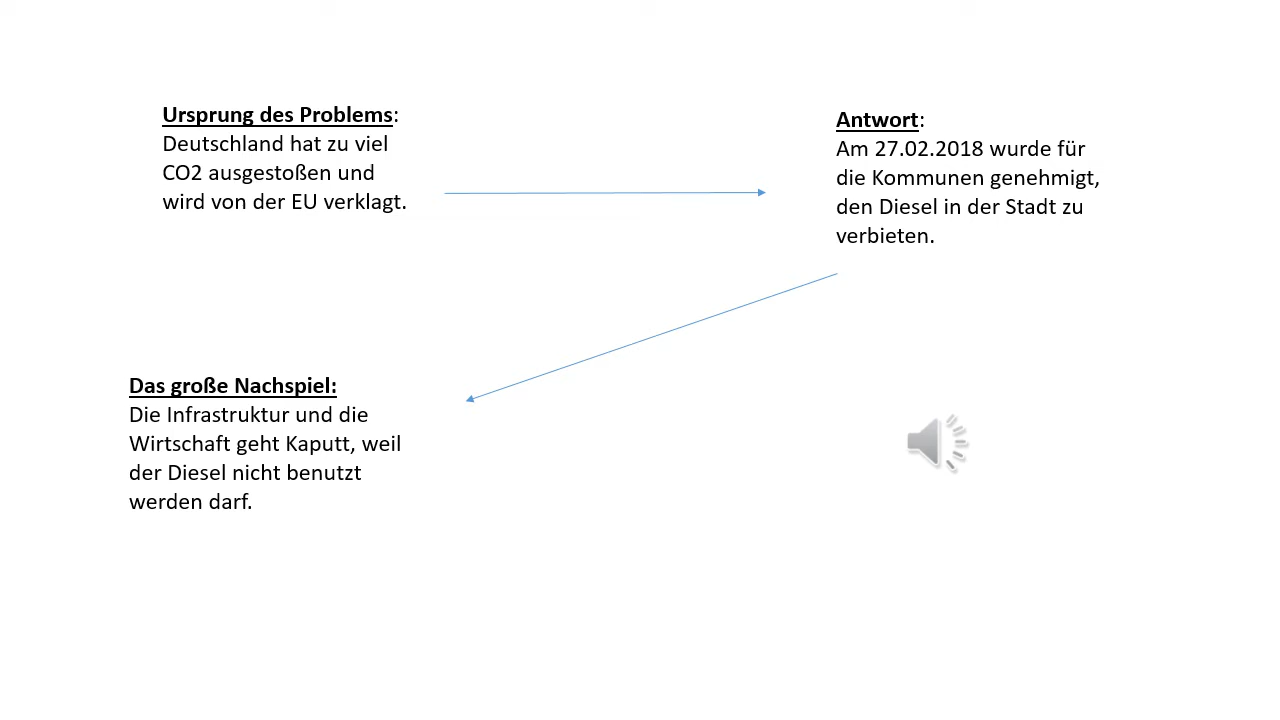 Ursprung des Problems:
Deutschland hat zu viel
CO2 ausgestoßen und
wird von der EU verklagt.
Antwort:
Am 27.02.2018 wurde für
die Kommunen genehmigt,
den Diesel in der Stadt zu
verbieten.
Das große Nachspiel:
Die Infrastruktur und die
Wirtschaft geht Kaputt, weil
der Diesel nicht benutzt
werden darf.